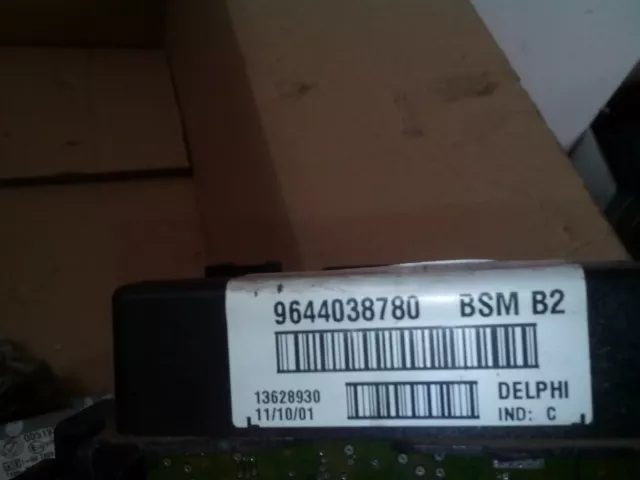 9644038780 BSM B2
13628930 DELPHI
11/10/01 IND: C